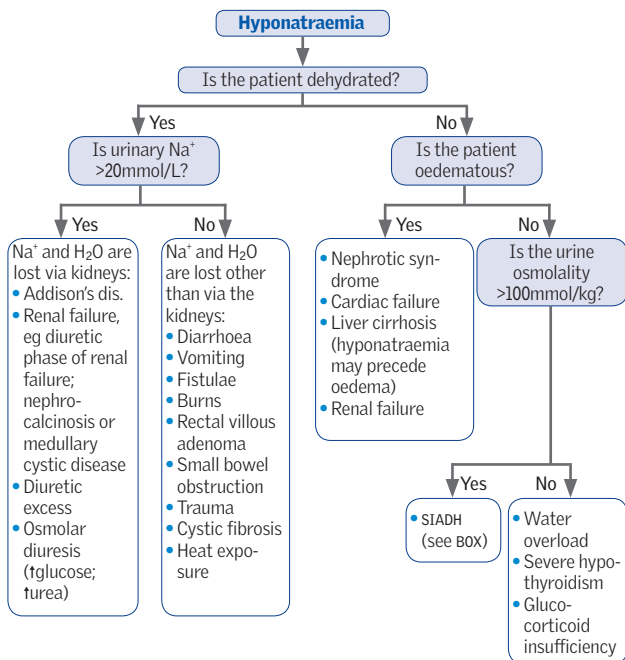 Hyponatraemia
Is the patient dehydrated?
Yes
No
Is urinary Na⁺
>20mmol/L?
Is the patient
oedematous?
Yes
No
Yes
No
Na⁺ and H₂O are
lost via kidneys:
• Addison's dis.
• Renal failure,
eg diuretic
phase of renal
failure;
nephro-
calcinosis or
medullary
cystic disease
• Diuretic
excess
• Osmolar
diuresis
(↑glucose;
↑urea)
Na⁺ and H₂O
are lost other
than via the
kidneys:
• Diarrhoea
• Vomiting
• Fistulae
• Burns
• Rectal villous
adenoma
• Small bowel
obstruction
• Trauma
• Cystic fibrosis
• Heat expo-
sure
• Nephrotic syn-
drome
• Cardiac failure
• Liver cirrhosis
(hyponatraemia
may precede
oedema)
• Renal failure
Is the urine
osmolality
>100mmol/kg?
Yes
No
• SIADH
(see BOX)
• Water
overload
• Severe hypo-
thyroidism
• Gluco-
corticoid
insufficiency